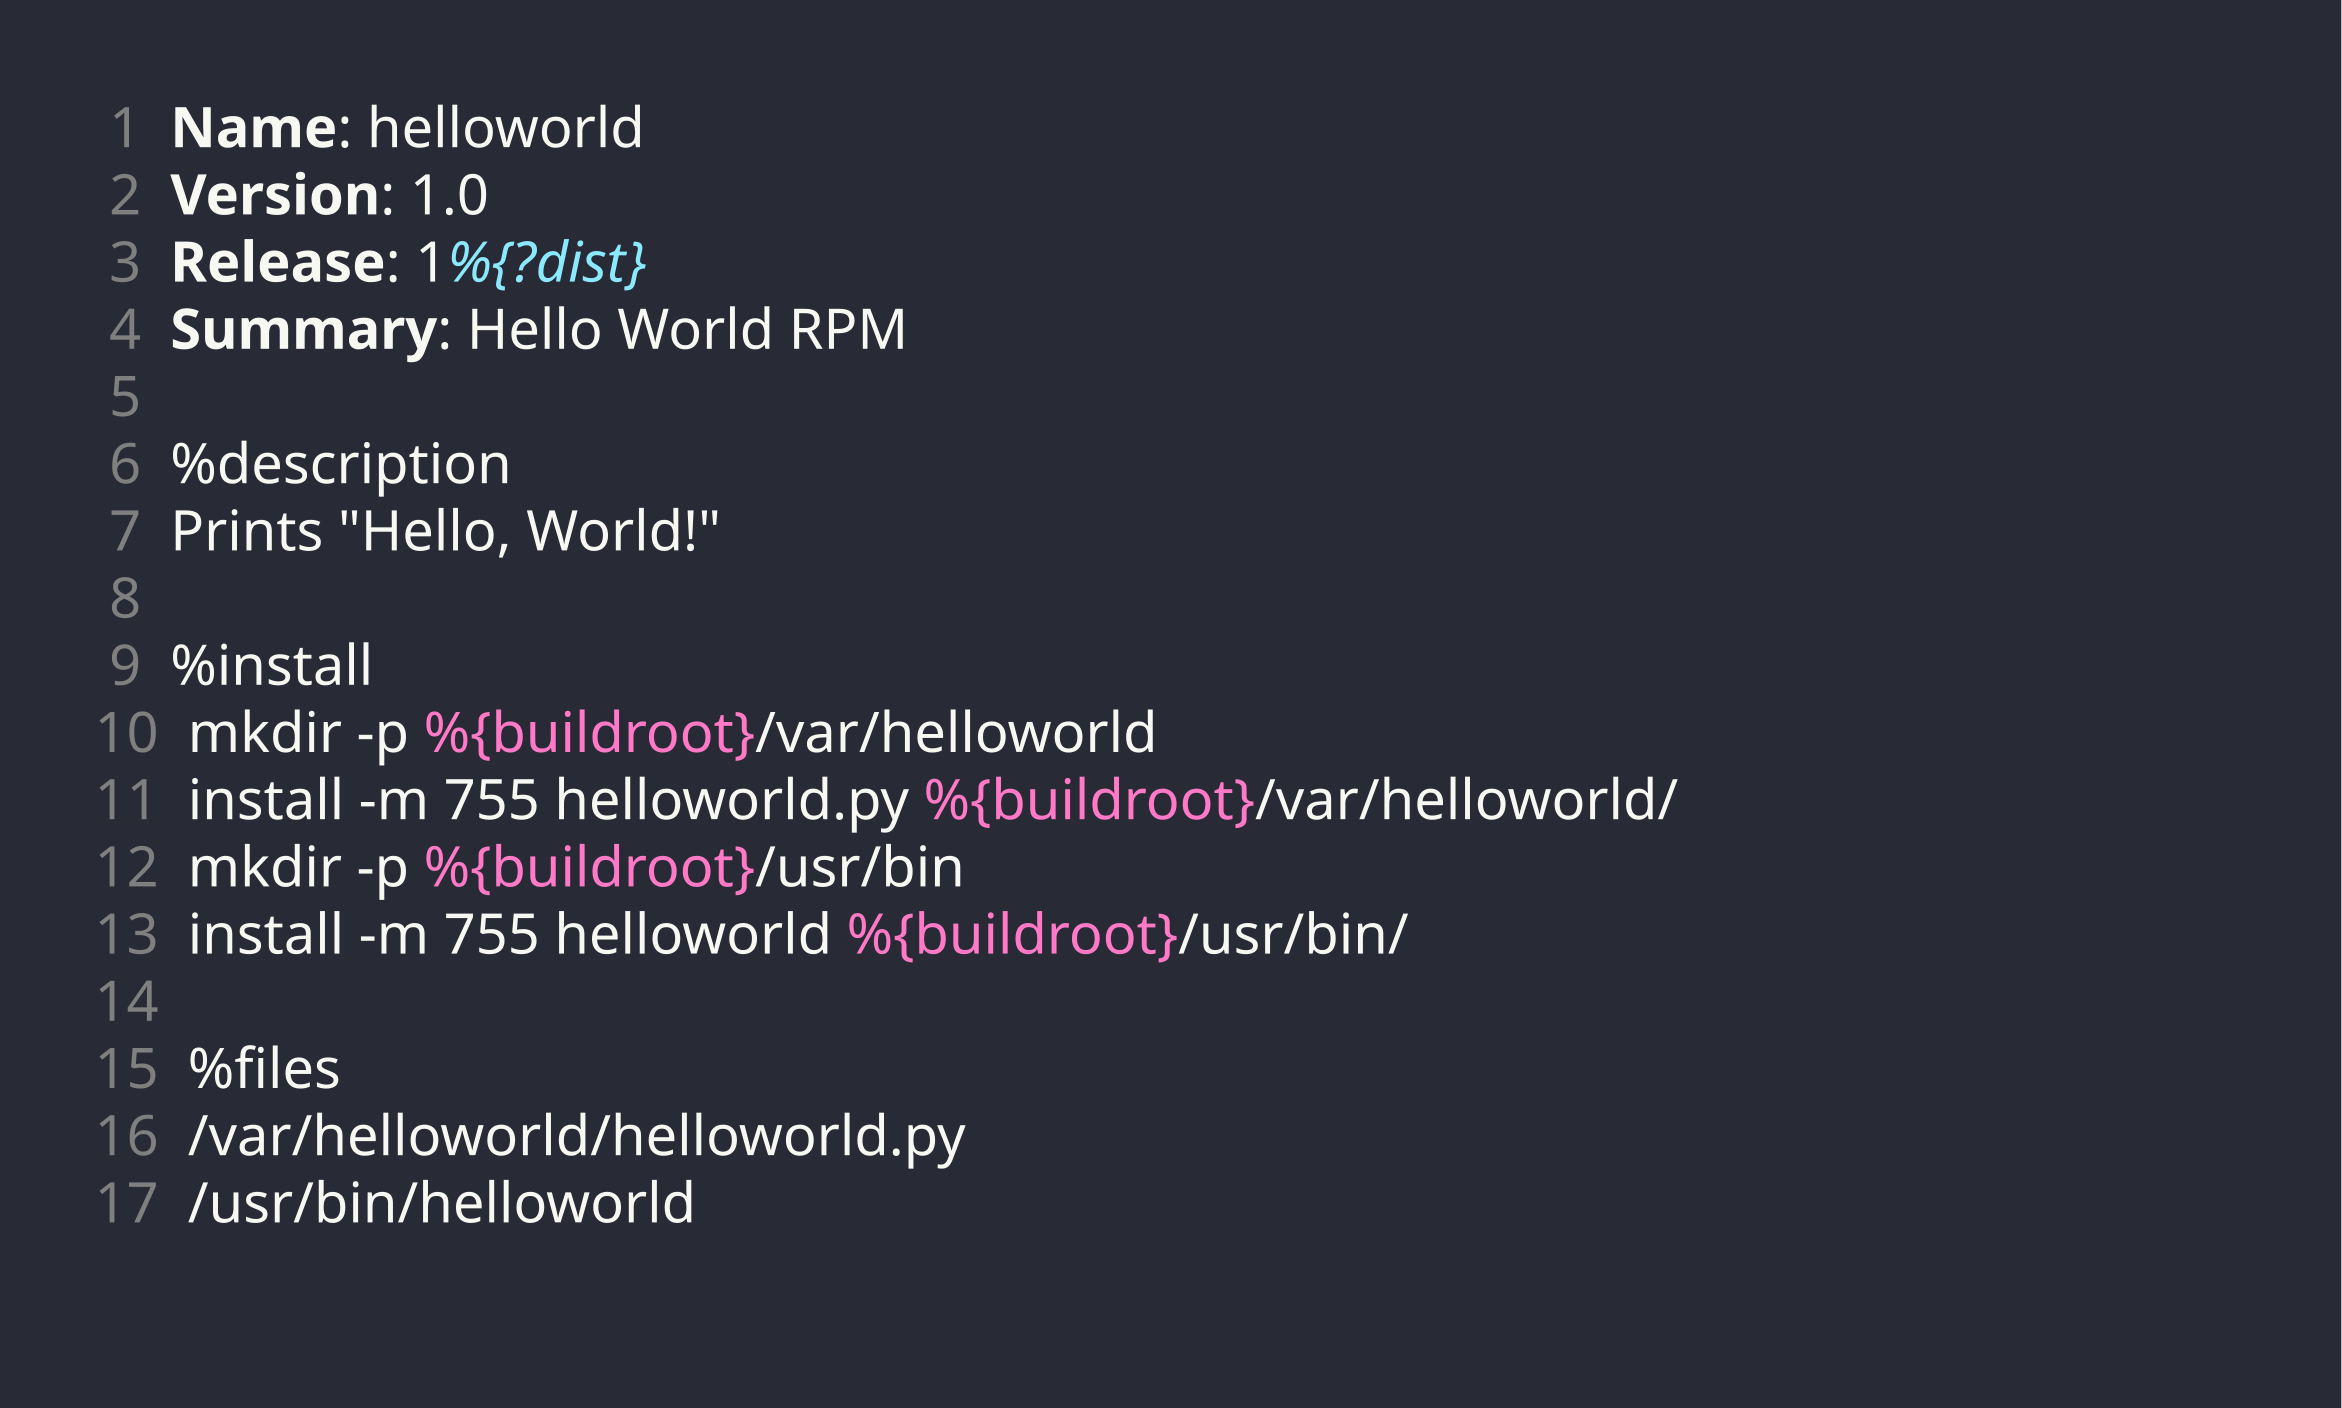 1 Name: helloworld
2 Version: 1.0
3 Release: 1%{?dist}
4 Summary: Hello World RPM
5
6 %description
7 Prints "Hello, World!"
8
9 %install
10 mkdir -p %{buildroot}/var/helloworld
11 install -m 755 helloworld.py %{buildroot}/var/helloworld/
12 mkdir -p %{buildroot}/usr/bin
13 install -m 755 helloworld %{buildroot}/usr/bin/
14
15 %files
16 /var/helloworld/helloworld.py
17 /usr/bin/helloworld